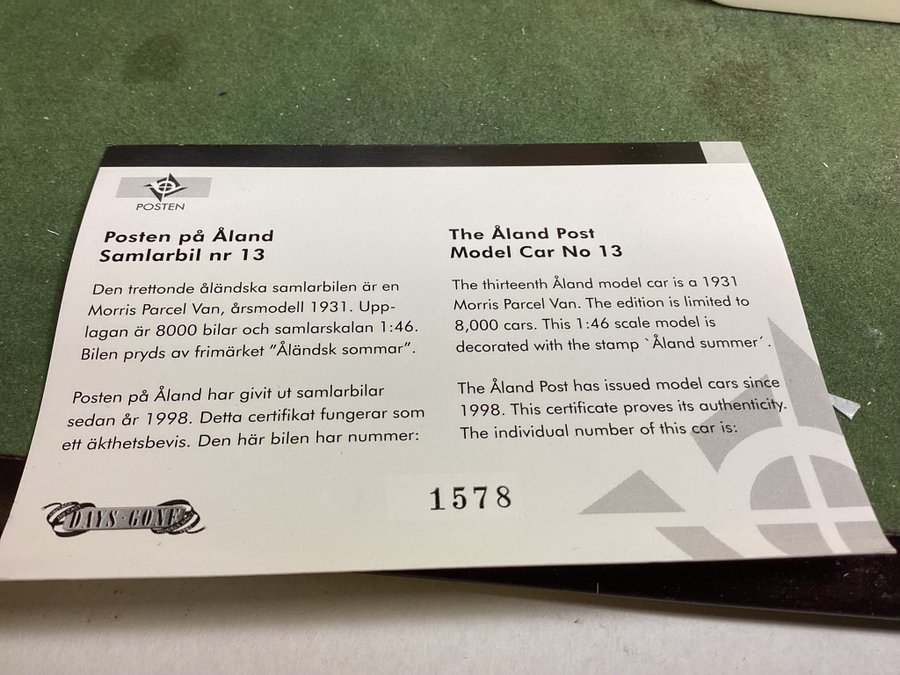 POSTEN
Posten på Åland
Samlarbil nr 13
Den trettonde åländska samlarbilen är en
Morris Parcel Van, årsmodell 1931. Upp-
lagan är 8000 bilar och samlarskalan 1:46.
Bilen pryds av frimärket ”Åländsk sommar”.
Posten på Åland har givit ut samlarbilar
sedan år 1998. Detta certifikat fungerar som
ett äkthetsbevis. Den här bilen har nummer:
The Åland Post
Model Car No 13
The thirteenth Åland model car is a 1931
Morris Parcel Van. The edition is limited to
8,000 cars. This 1:46 scale model is
decorated with the stamp `Åland summer´.
The Åland Post has issued model cars since
1998. This certificate proves its authenticity.
The individual number of this car is:
1578
DAYS·GONE